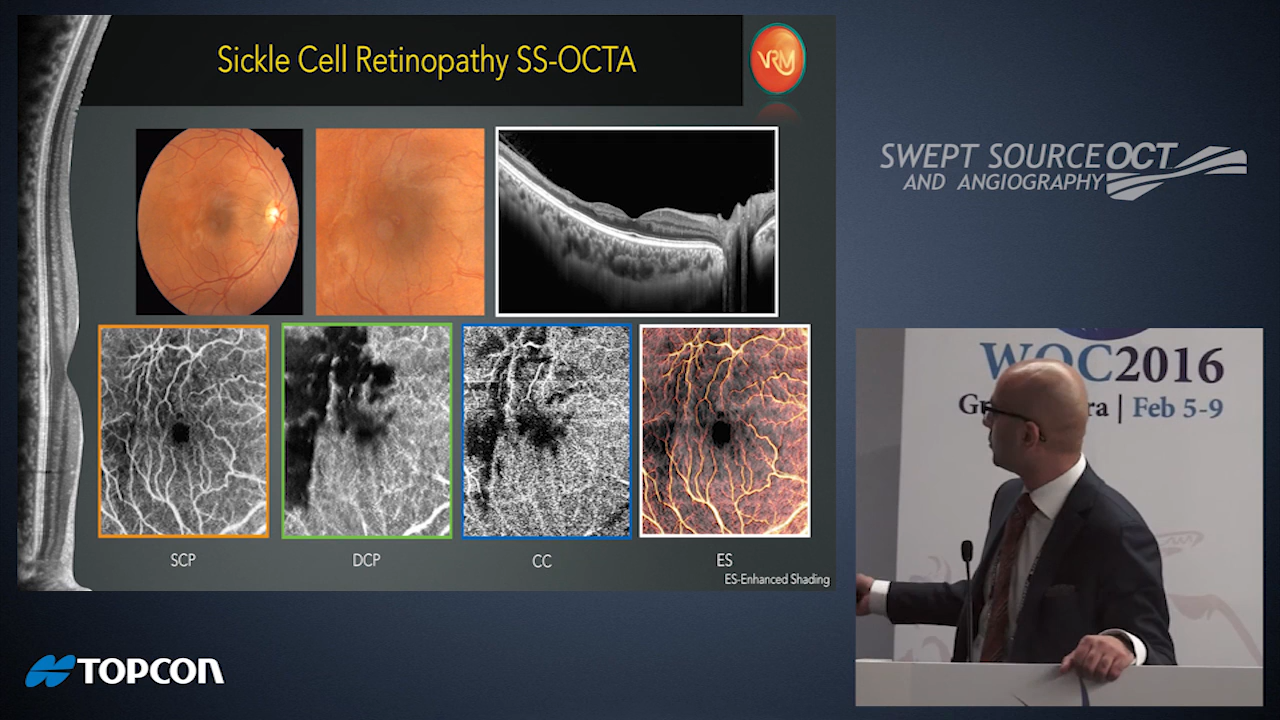 Sickle Cell Retinopathy SS-OCTA
VRM
SWEPT SOURCE OCT
AND ANGIOGRAPHY
SCP
DCP
CC
ES
ES-Enhanced Shading
WOC2016
Feb 5-9
TOPCON